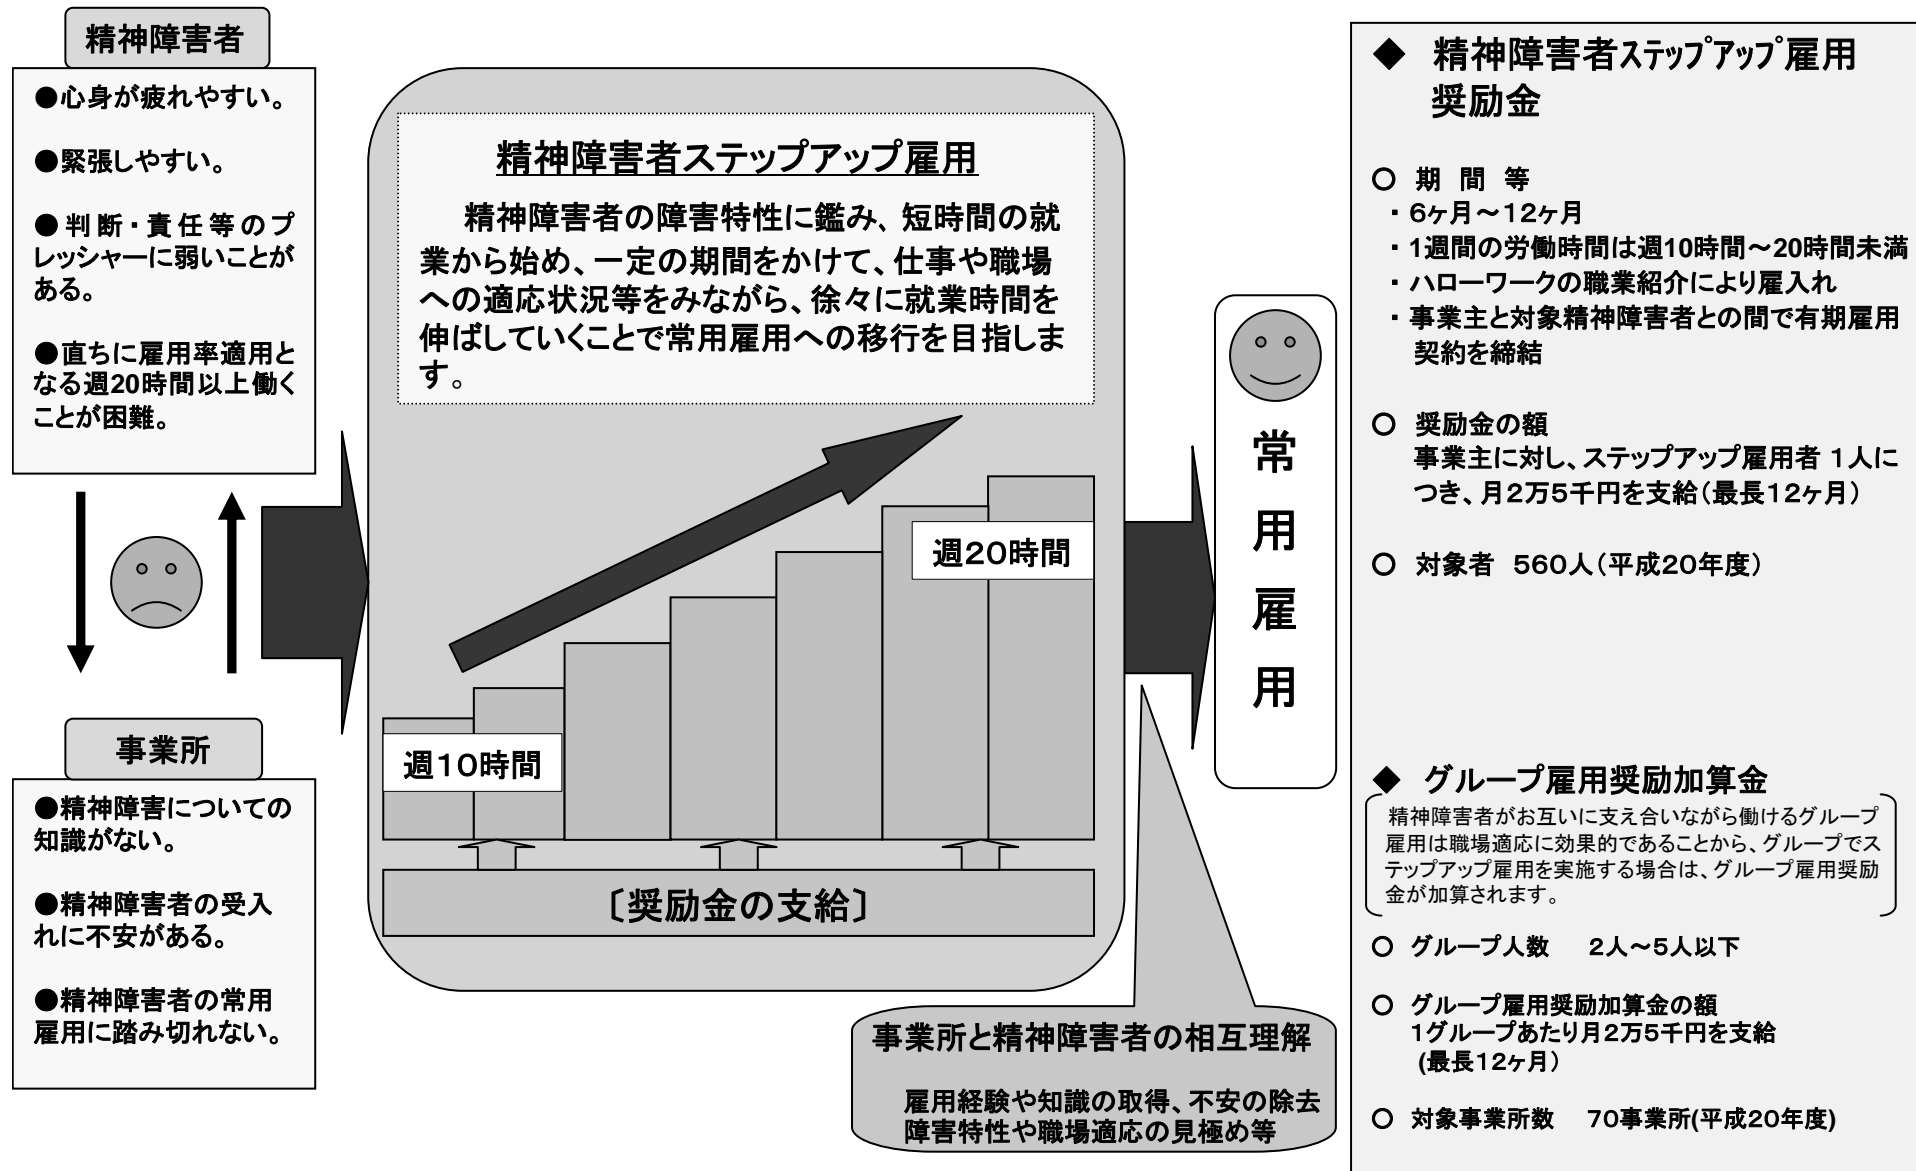 精神障害者
●心身が疲れやすい。
●緊張しやすい。
●判断・責任等のプ
レッシャーに弱いことが
ある。
●直ちに雇用率適用と
なる週20時間以上働く
ことが困難。
事業所
●精神障害についての
知識がない。
●精神障害者の受入
れに不安がある。
●精神障害者の常用
雇用に踏み切れない。
精神障害者ステップアップ雇用
精神障害者の障害特性に鑑み、短時間の就
業から始め、一定の期間をかけて、仕事や職場
への適応状況等をみながら、徐々に就業時間を
伸ばしていくことで常用雇用への移行を目指しま
す。
週20時間
週10時間
〔奨励金の支給〕
常
用
雇
用
事業所と精神障害者の相互理解
雇用経験や知識の取得、不安の除去
障害特性や職場適応の見極め等
◆ 精神障害者ステップアップ雇用
奨励金
○ 期 間 等
・6ヶ月~12ヶ月
・1週間の労働時間は週10時間~20時間未満
・ハローワークの職業紹介により雇入れ
・事業主と対象精神障害者との間で有期雇用
契約を締結
○ 奨励金の額
事業主に対し、ステップアップ雇用者 1人に
つき、月2万5千円を支給(最長12ヶ月)
○ 対象者 560人(平成20年度)
◆ グループ雇用奨励加算金
精神障害者がお互いに支え合いながら働けるグループ
雇用は職場適応に効果的であることから、グループでス
テップアップ雇用を実施する場合は、グループ雇用奨励
金が加算されます。
○ グループ人数 2人~5人以下
○ グループ雇用奨励加算金の額
1グループあたり月2万5千円を支給
(最長12ヶ月)
○ 対象事業所数 70事業所(平成20年度)